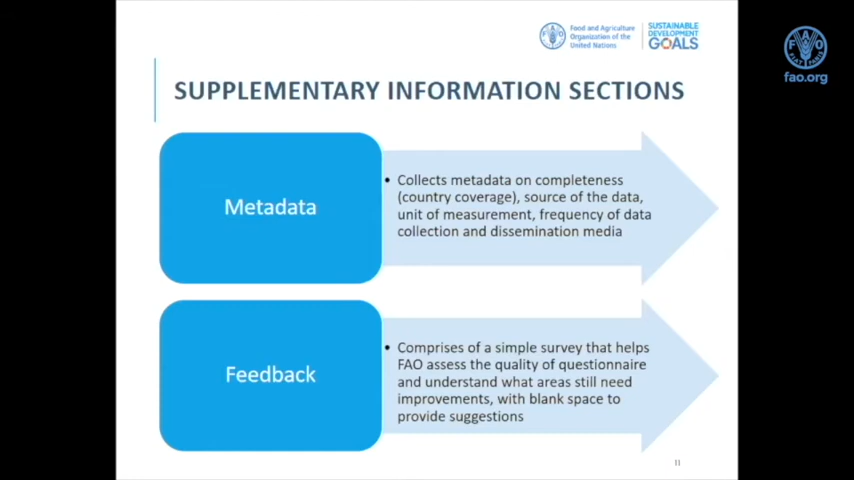 Food and Agriculture
Organization of the
United Nations
SUSTAINABLE
DEVELOPMENT
GOALS
FAO
FIAT PANIS
fao.org
SUPPLEMENTARY INFORMATION SECTIONS
Metadata
• Collects metadata on completeness
(country coverage), source of the data,
unit of measurement, frequency of data
collection and dissemination media
Feedback
• Comprises of a simple survey that helps
FAO assess the quality of questionnaire
and understand what areas still need
improvements, with blank space to
provide suggestions
11